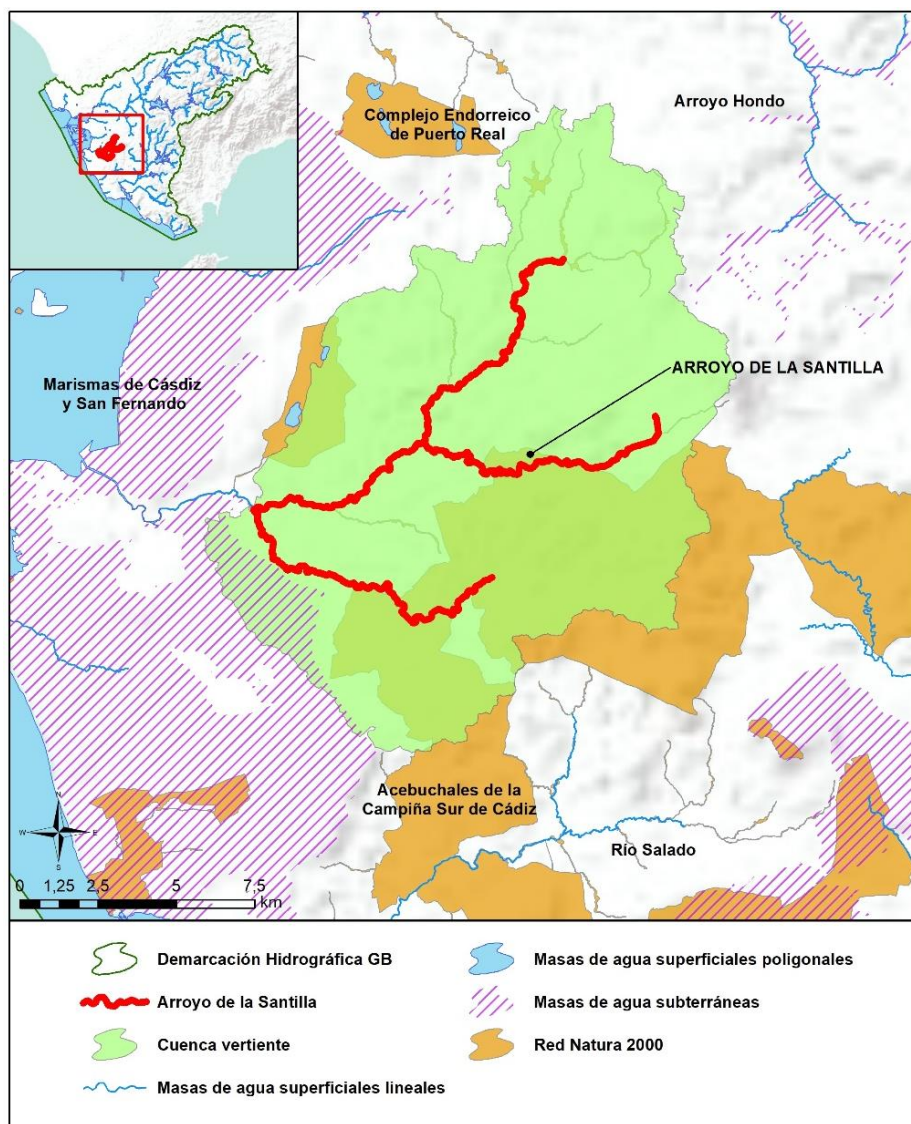 Complejo Endorreico
de Puerto Real
Arroyo Hondo
Marismas de Cásdiz
y San Fernando
ARROYO DE LA SANTILLA
Acebuchales de la
Campiña Sur de Cádiz
Río Salado
N
W
E
S
0 1,25 2,5 5 7,5
km
Demarcación Hidrográfica GB
Masas de agua superficiales poligonales
Arroyo de la Santilla
Masas de agua subterráneas
Cuenca vertiente
Red Natura 2000
Masas de agua superficiales lineales